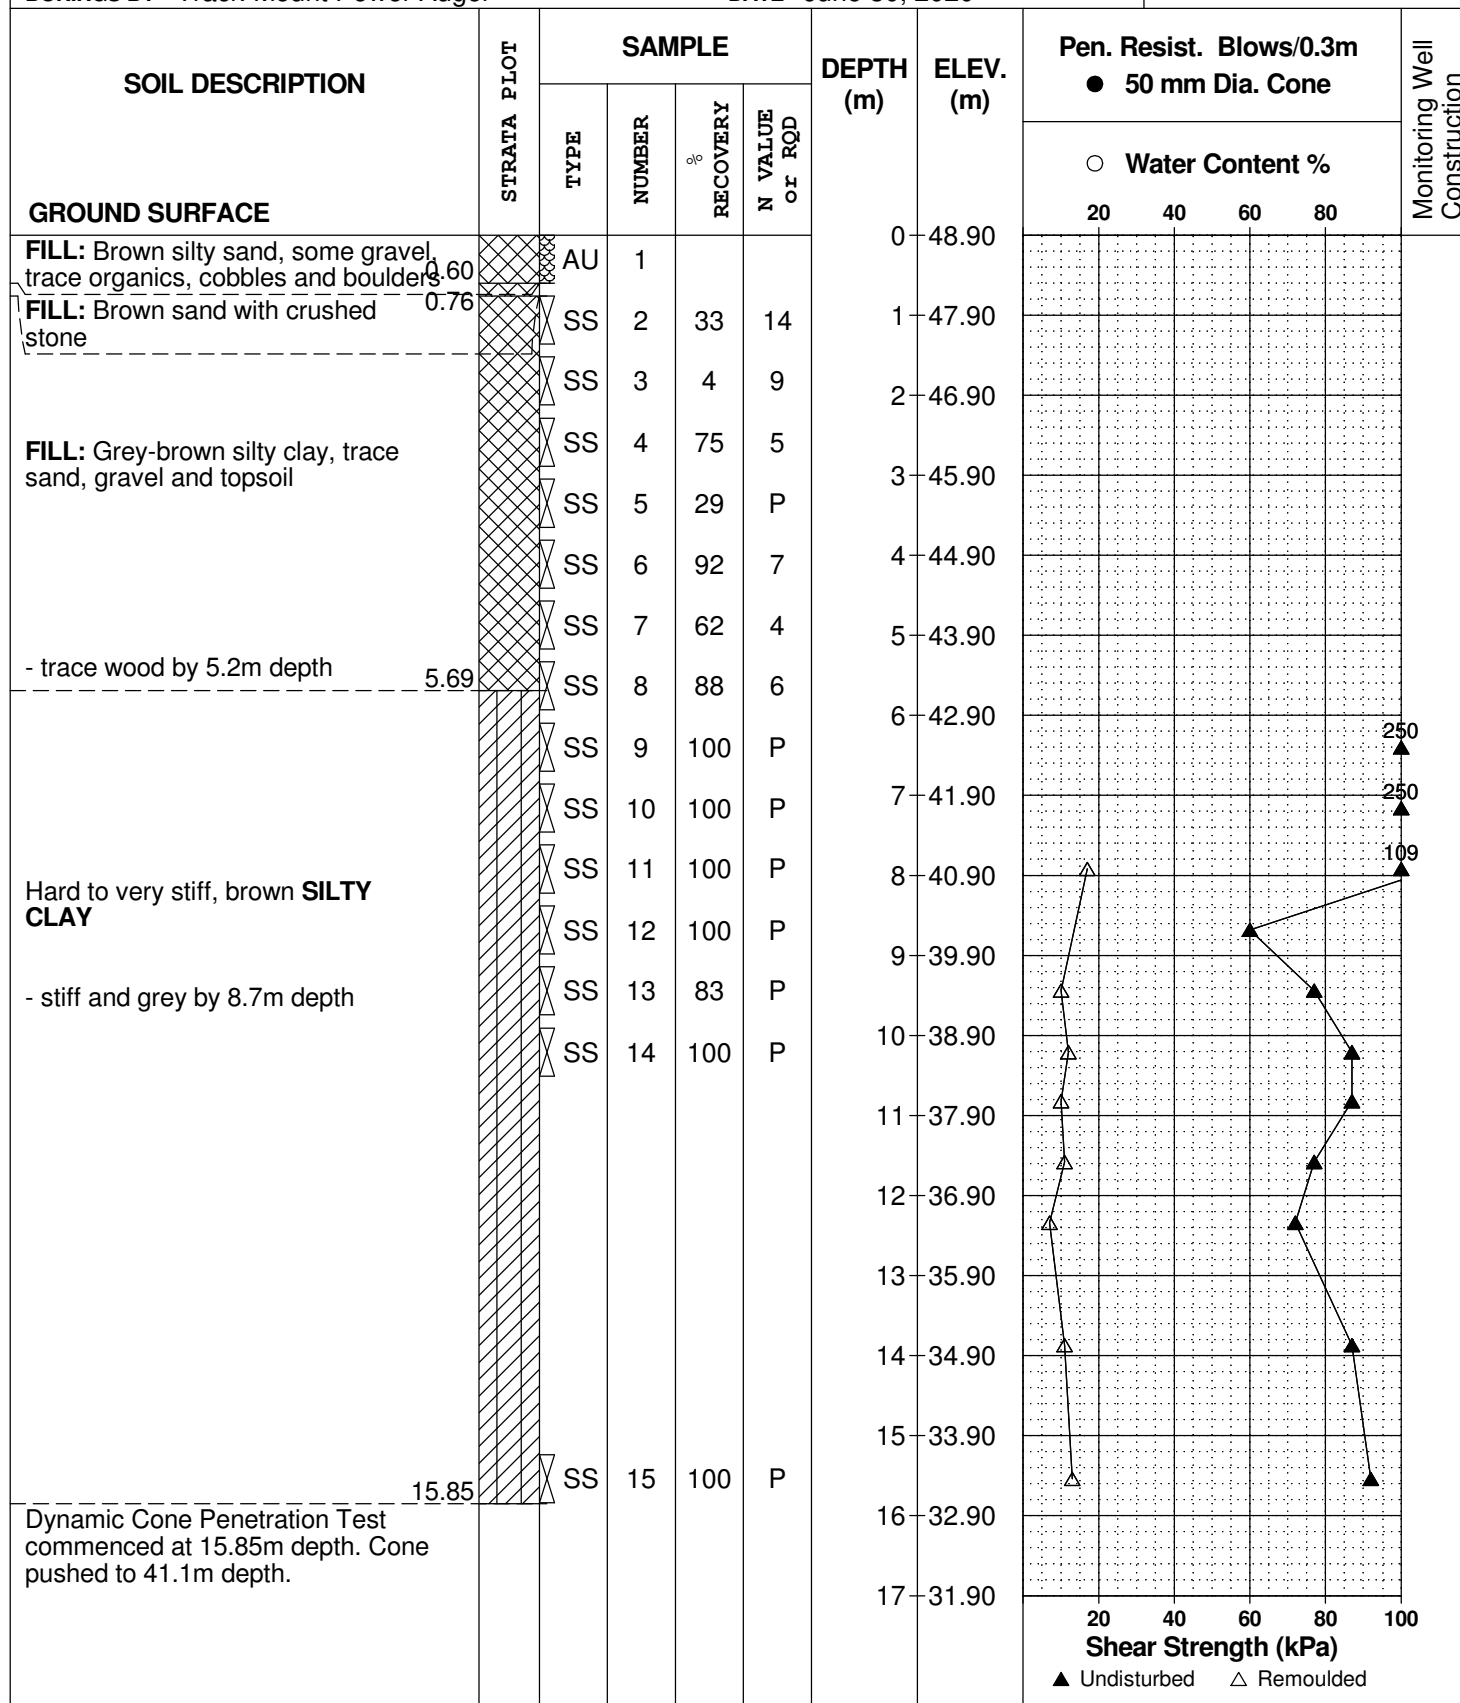 SOIL DESCRIPTION
GROUND SURFACE
STRATA PLOT
SAMPLE
TYPE
NUMBER
%
RECOVERY
N VALUE
or RQD
DEPTH
(m)
ELEV.
(m)
Pen. Resist. Blows/0.3m
● 50 mm Dia. Cone
○ Water Content %
20 40 60 80
Monitoring Well
Construction
FILL: Brown silty sand, some gravel,
trace organics, cobbles and boulders 0.60
0.76
FILL: Brown sand with crushed
stone
FILL: Grey-brown silty clay, trace
sand, gravel and topsoil
- trace wood by 5.2m depth
5.69
Hard to very stiff, brown SILTY
CLAY
- stiff and grey by 8.7m depth
15.85
Dynamic Cone Penetration Test
commenced at 15.85m depth. Cone
pushed to 41.1m depth.
AU 1
SS 2 33 14
SS 3 4 9
SS 4 75 5
SS 5 29 P
SS 6 92 7
SS 7 62 4
SS 8 88 6
SS 9 100 P
SS 10 100 P
SS 11 100 P
SS 12 100 P
SS 13 83 P
SS 14 100 P
SS 15 100 P
0 48.90
1 47.90
2 46.90
3 45.90
4 44.90
5 43.90
6 42.90
7 41.90
8 40.90
9 39.90
10 38.90
11 37.90
12 36.90
13 35.90
14 34.90
15 33.90
16 32.90
17 31.90
250
250
109
20 40 60 80 100
Shear Strength (kPa)
▲ Undisturbed △ Remoulded